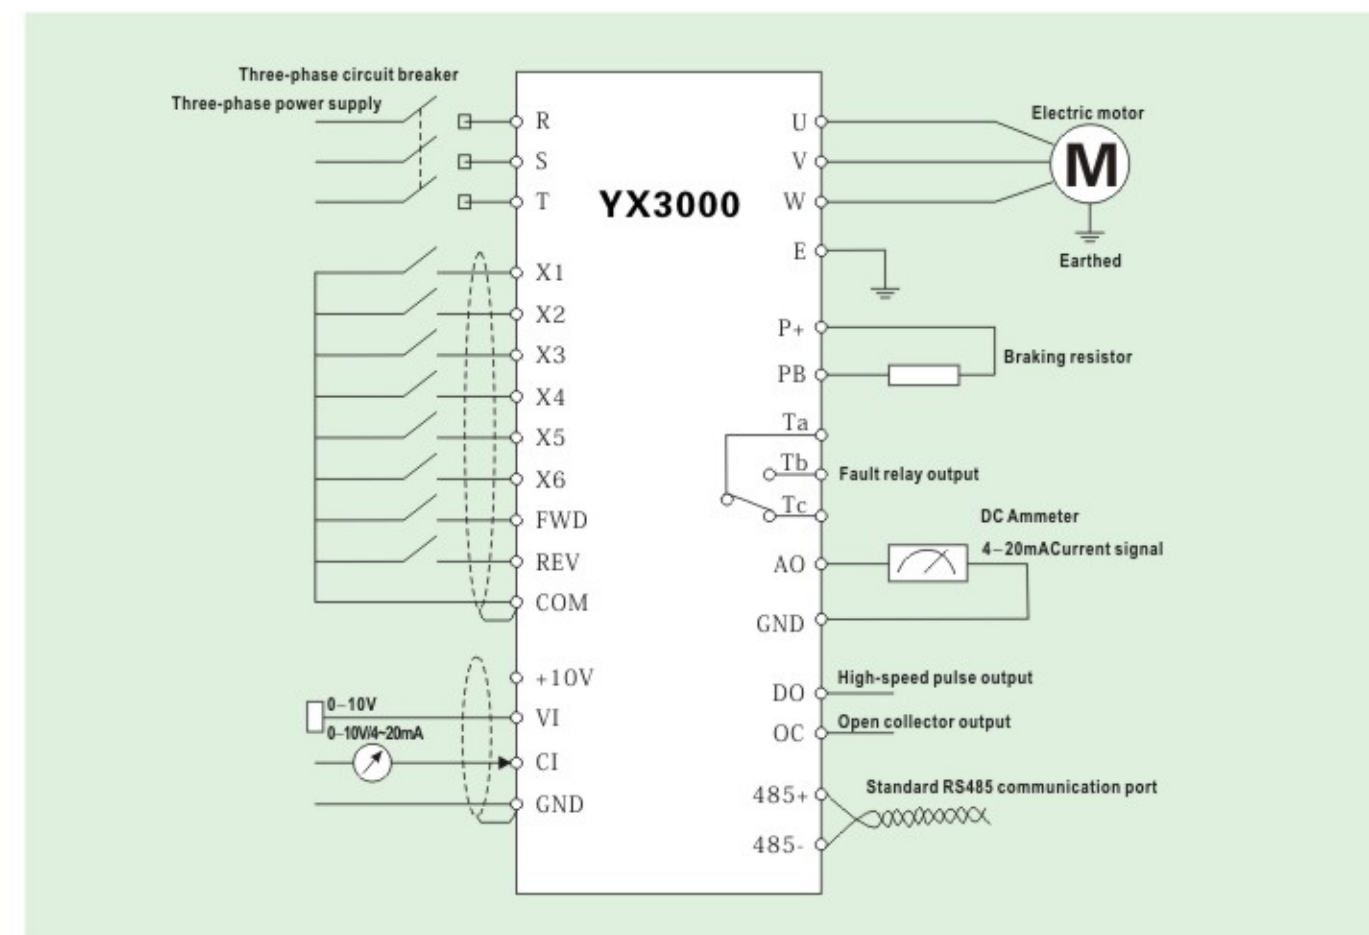 Three-phase circuit breaker
Three-phase power supply
R
S
T
X1
X2
X3
X4
X5
X6
FWD
REV
COM
+10V
0–10V
VI
0–10V/4~20mA
CI
GND
YX3000
U
V
W
E
Electric motor
M
Earthed
P+
PB
Braking resistor
Ta
Tb
Fault relay output
Tc
DC Ammeter
4–20mACurrent signal
AO
GND
High-speed pulse output
DO
Open collector output
OC
Standard RS485 communication port
485+
485-